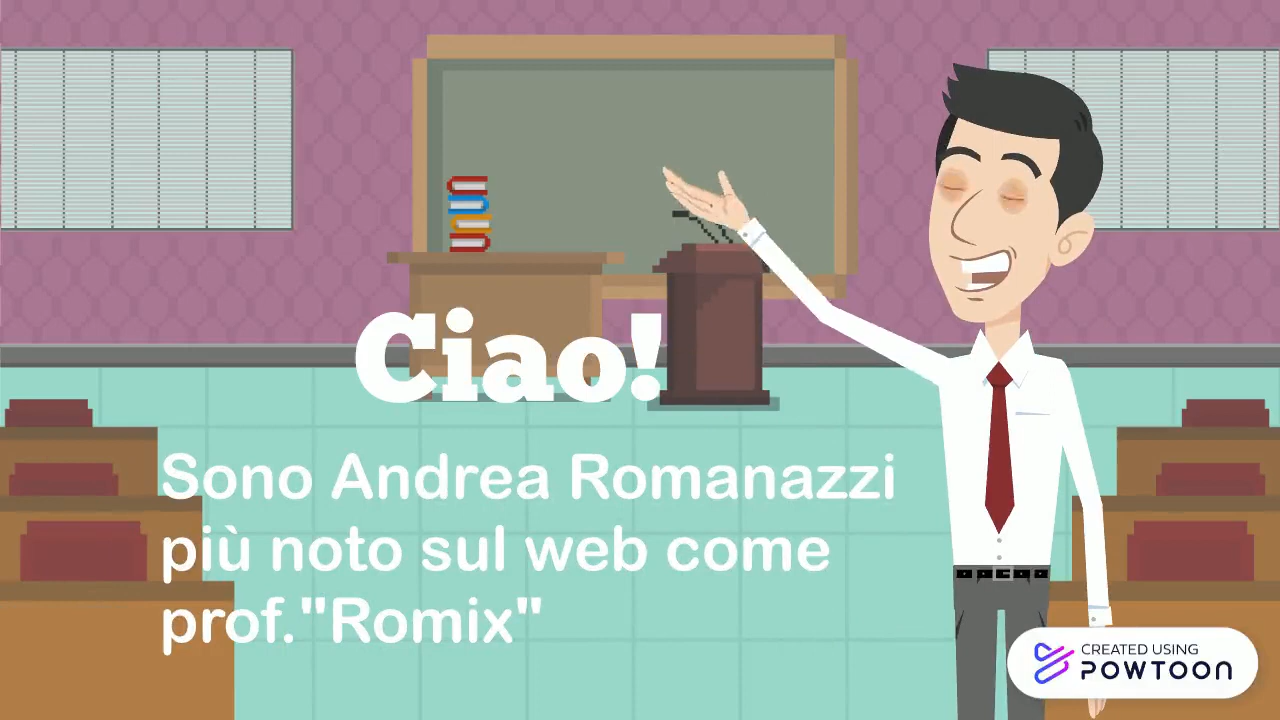 Ciao!
Sono Andrea Romanazzi
più noto sul web come
prof."Romix"
CREATED USING
POWTOON